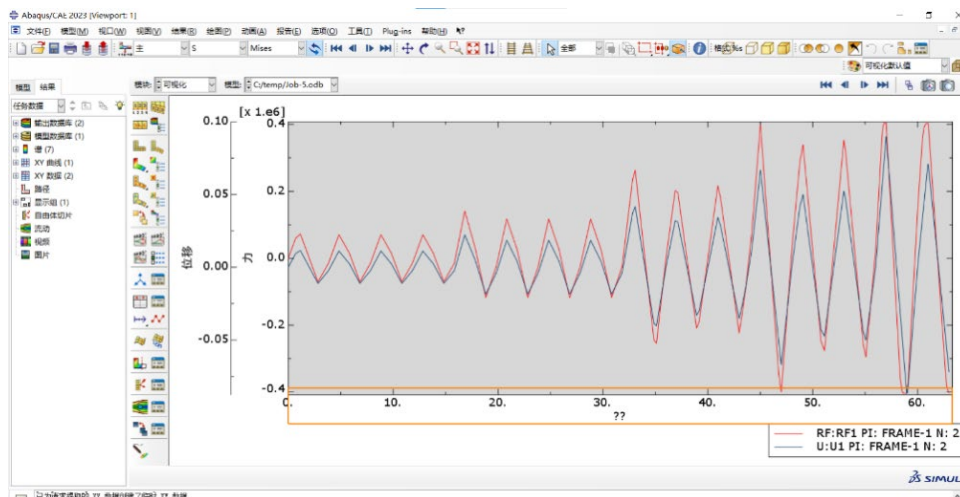 Abaqus/CAE 2023 [Viewport: 1]
文件(F) 模型(M) 视口(W) 视图(V) 结果(R) 绘图(P) 动画(A) 报告(E) 选项(O) 工具(T) Plug-ins 帮助(H)
主 S Mises 全部
可视化默认值
模型 结果
模块: 可视化 模型: C:/temp/Job-5.odb
任务数据
输出数据库 (2)
模型数据库 (1)
谱 (7)
XY 曲线 (1)
XY 数据 (2)
路径
显示组 (1)
自由体切片
流动
视频
图片
[x 1.e6]
0.10 0.4
0.05 0.2
位移 0.00 力 0.0
-0.05 -0.2
-0.4
0. 10. 20. 30. 40. 50. 60.
??
RF:RF1 PI: FRAME-1 N: 2
U:U1 PI: FRAME-1 N: 2
SIMUL